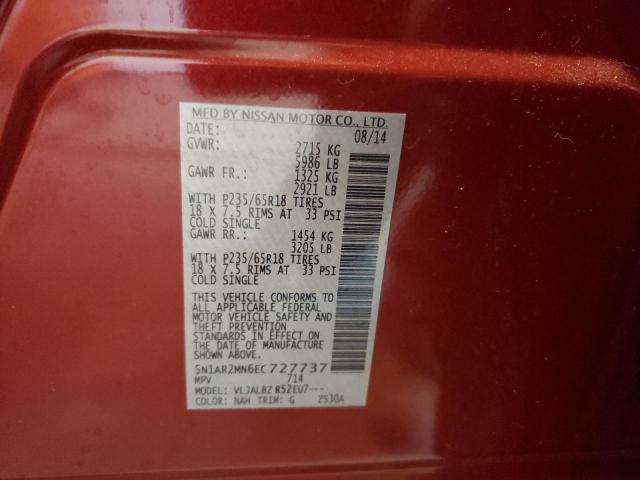 MFD BY NISSAN MOTOR CO., LTD.
DATE: 08/14
GVWR: 2715 KG
5986 LB
GAWR FR.: 1325 KG
2921 LB
WITH P235/65R18 TIRES
18 X 7.5 RIMS AT 33 PSI
COLD SINGLE
GAWR RR.: 1454 KG
3205 LB
WITH P235/65R18 TIRES
18 X 7.5 RIMS AT 33 PSI
COLD SINGLE
THIS VEHICLE CONFORMS TO
ALL APPLICABLE FEDERAL
MOTOR VEHICLE SAFETY AND
THEFT PREVENTION
STANDARDS IN EFFECT ON
THE DATE OF MANUFACTURE
SHOWN ABOVE.
5N1AR2MN6EC727737
MPV 714
MODEL: VLJALBZ R52EU7---
COLOR: NAH TRIM: G ZS30A